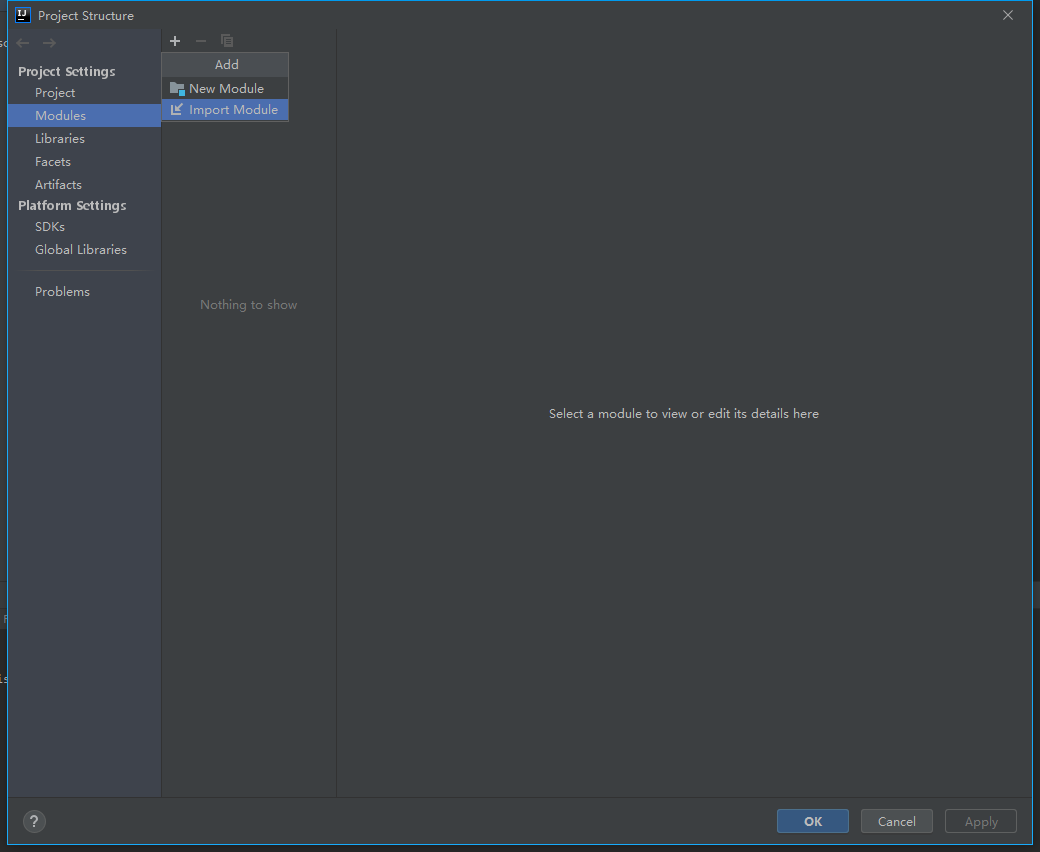 Project Structure
Project Settings
Project
Modules
Libraries
Facets
Artifacts
Platform Settings
SDKs
Global Libraries
Problems
Add
New Module
Import Module
Nothing to show
Select a module to view or edit its details here
?
OK
Cancel
Apply